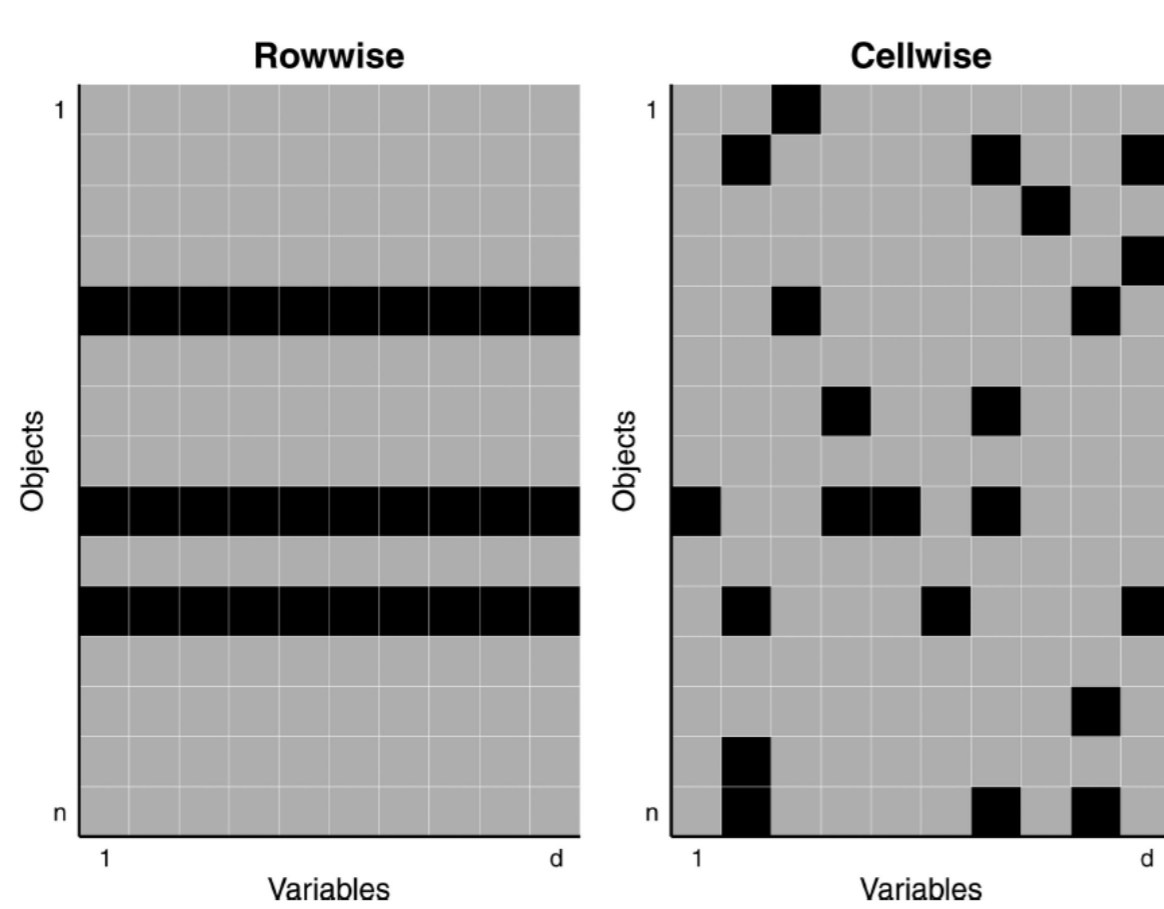 Rowwise
1
Objects
n
1
d
Variables
Cellwise
1
Objects
n
1
d
Variables